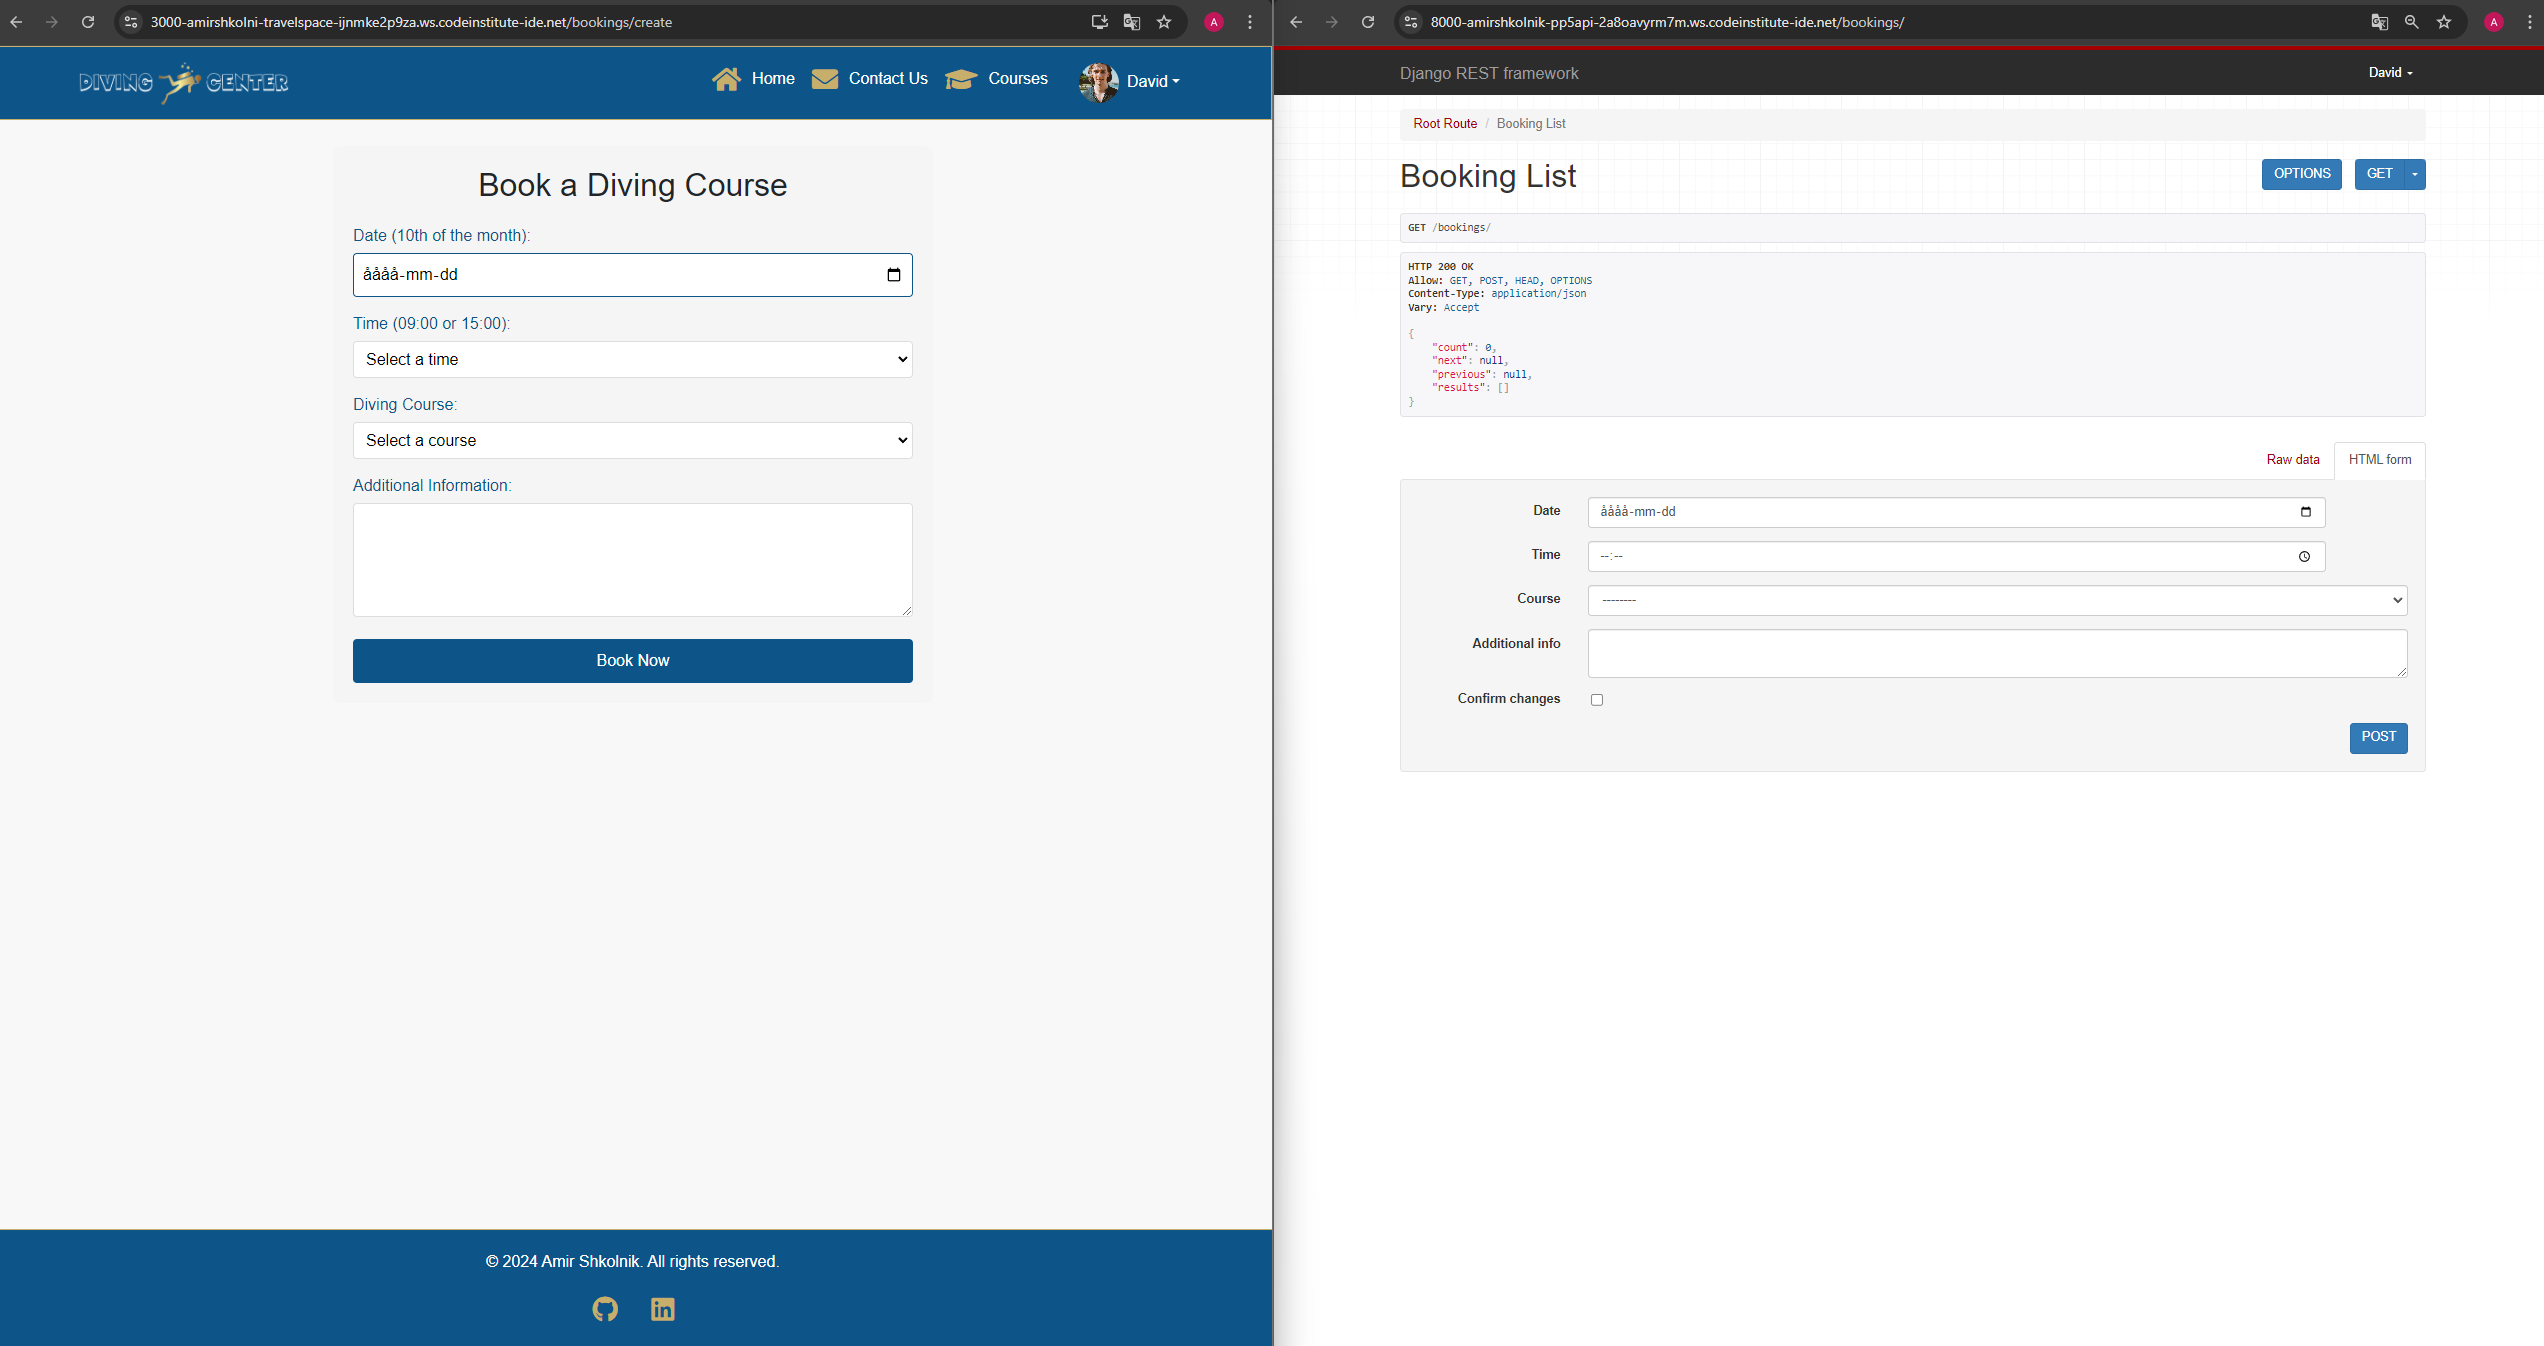 3000-amirshkolni-travelspace-ijnmke2p9za.ws.codeinstitute-ide.net/bookings/create
A
DIVING CENTER
Home
Contact Us
Courses
David
Book a Diving Course
Date (10th of the month):
åååå-mm-dd
Time (09:00 or 15:00):
Select a time
Diving Course:
Select a course
Additional Information:
Book Now
© 2024 Amir Shkolnik. All rights reserved.
in
8000-amirshkolnik-pp5api-2a8oavyrm7m.ws.codeinstitute-ide.net/bookings/
A
Django REST framework
David
Root Route / Booking List
Booking List
OPTIONS
GET
GET /bookings/
HTTP 200 OK
Allow: GET, POST, HEAD, OPTIONS
Content-Type: application/json
Vary: Accept
{
"count": 0,
"next": null,
"previous": null,
"results": []
}
Raw data
HTML form
Date
åååå-mm-dd
Time
--:--
Course
---------
Additional info
Confirm changes
POST